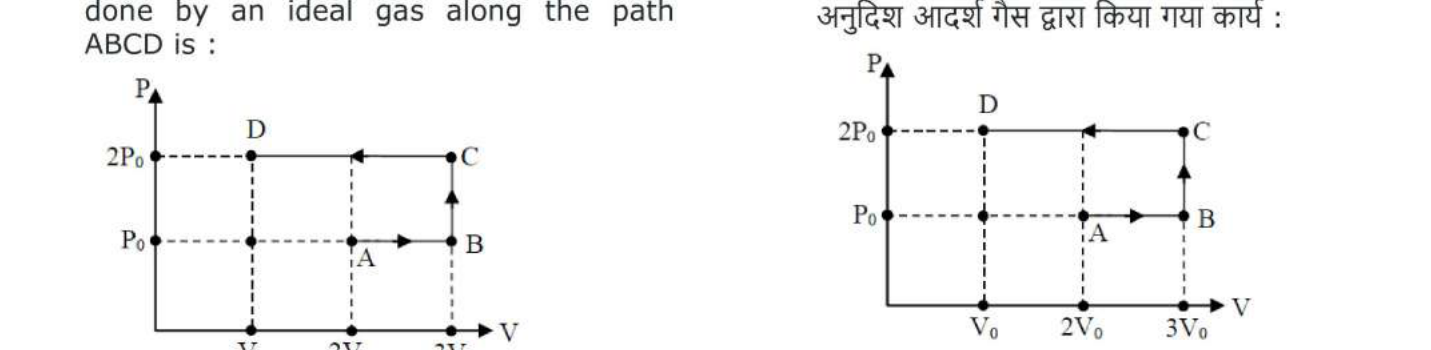 done by an ideal gas along the path
ABCD is :
P
D
2P₀
C
P₀
A
B
V
अनुदिश आदर्श गैस द्वारा किया गया कार्य :
P
D
2P₀
C
P₀
A
B
V
V₀
2V₀
3V₀